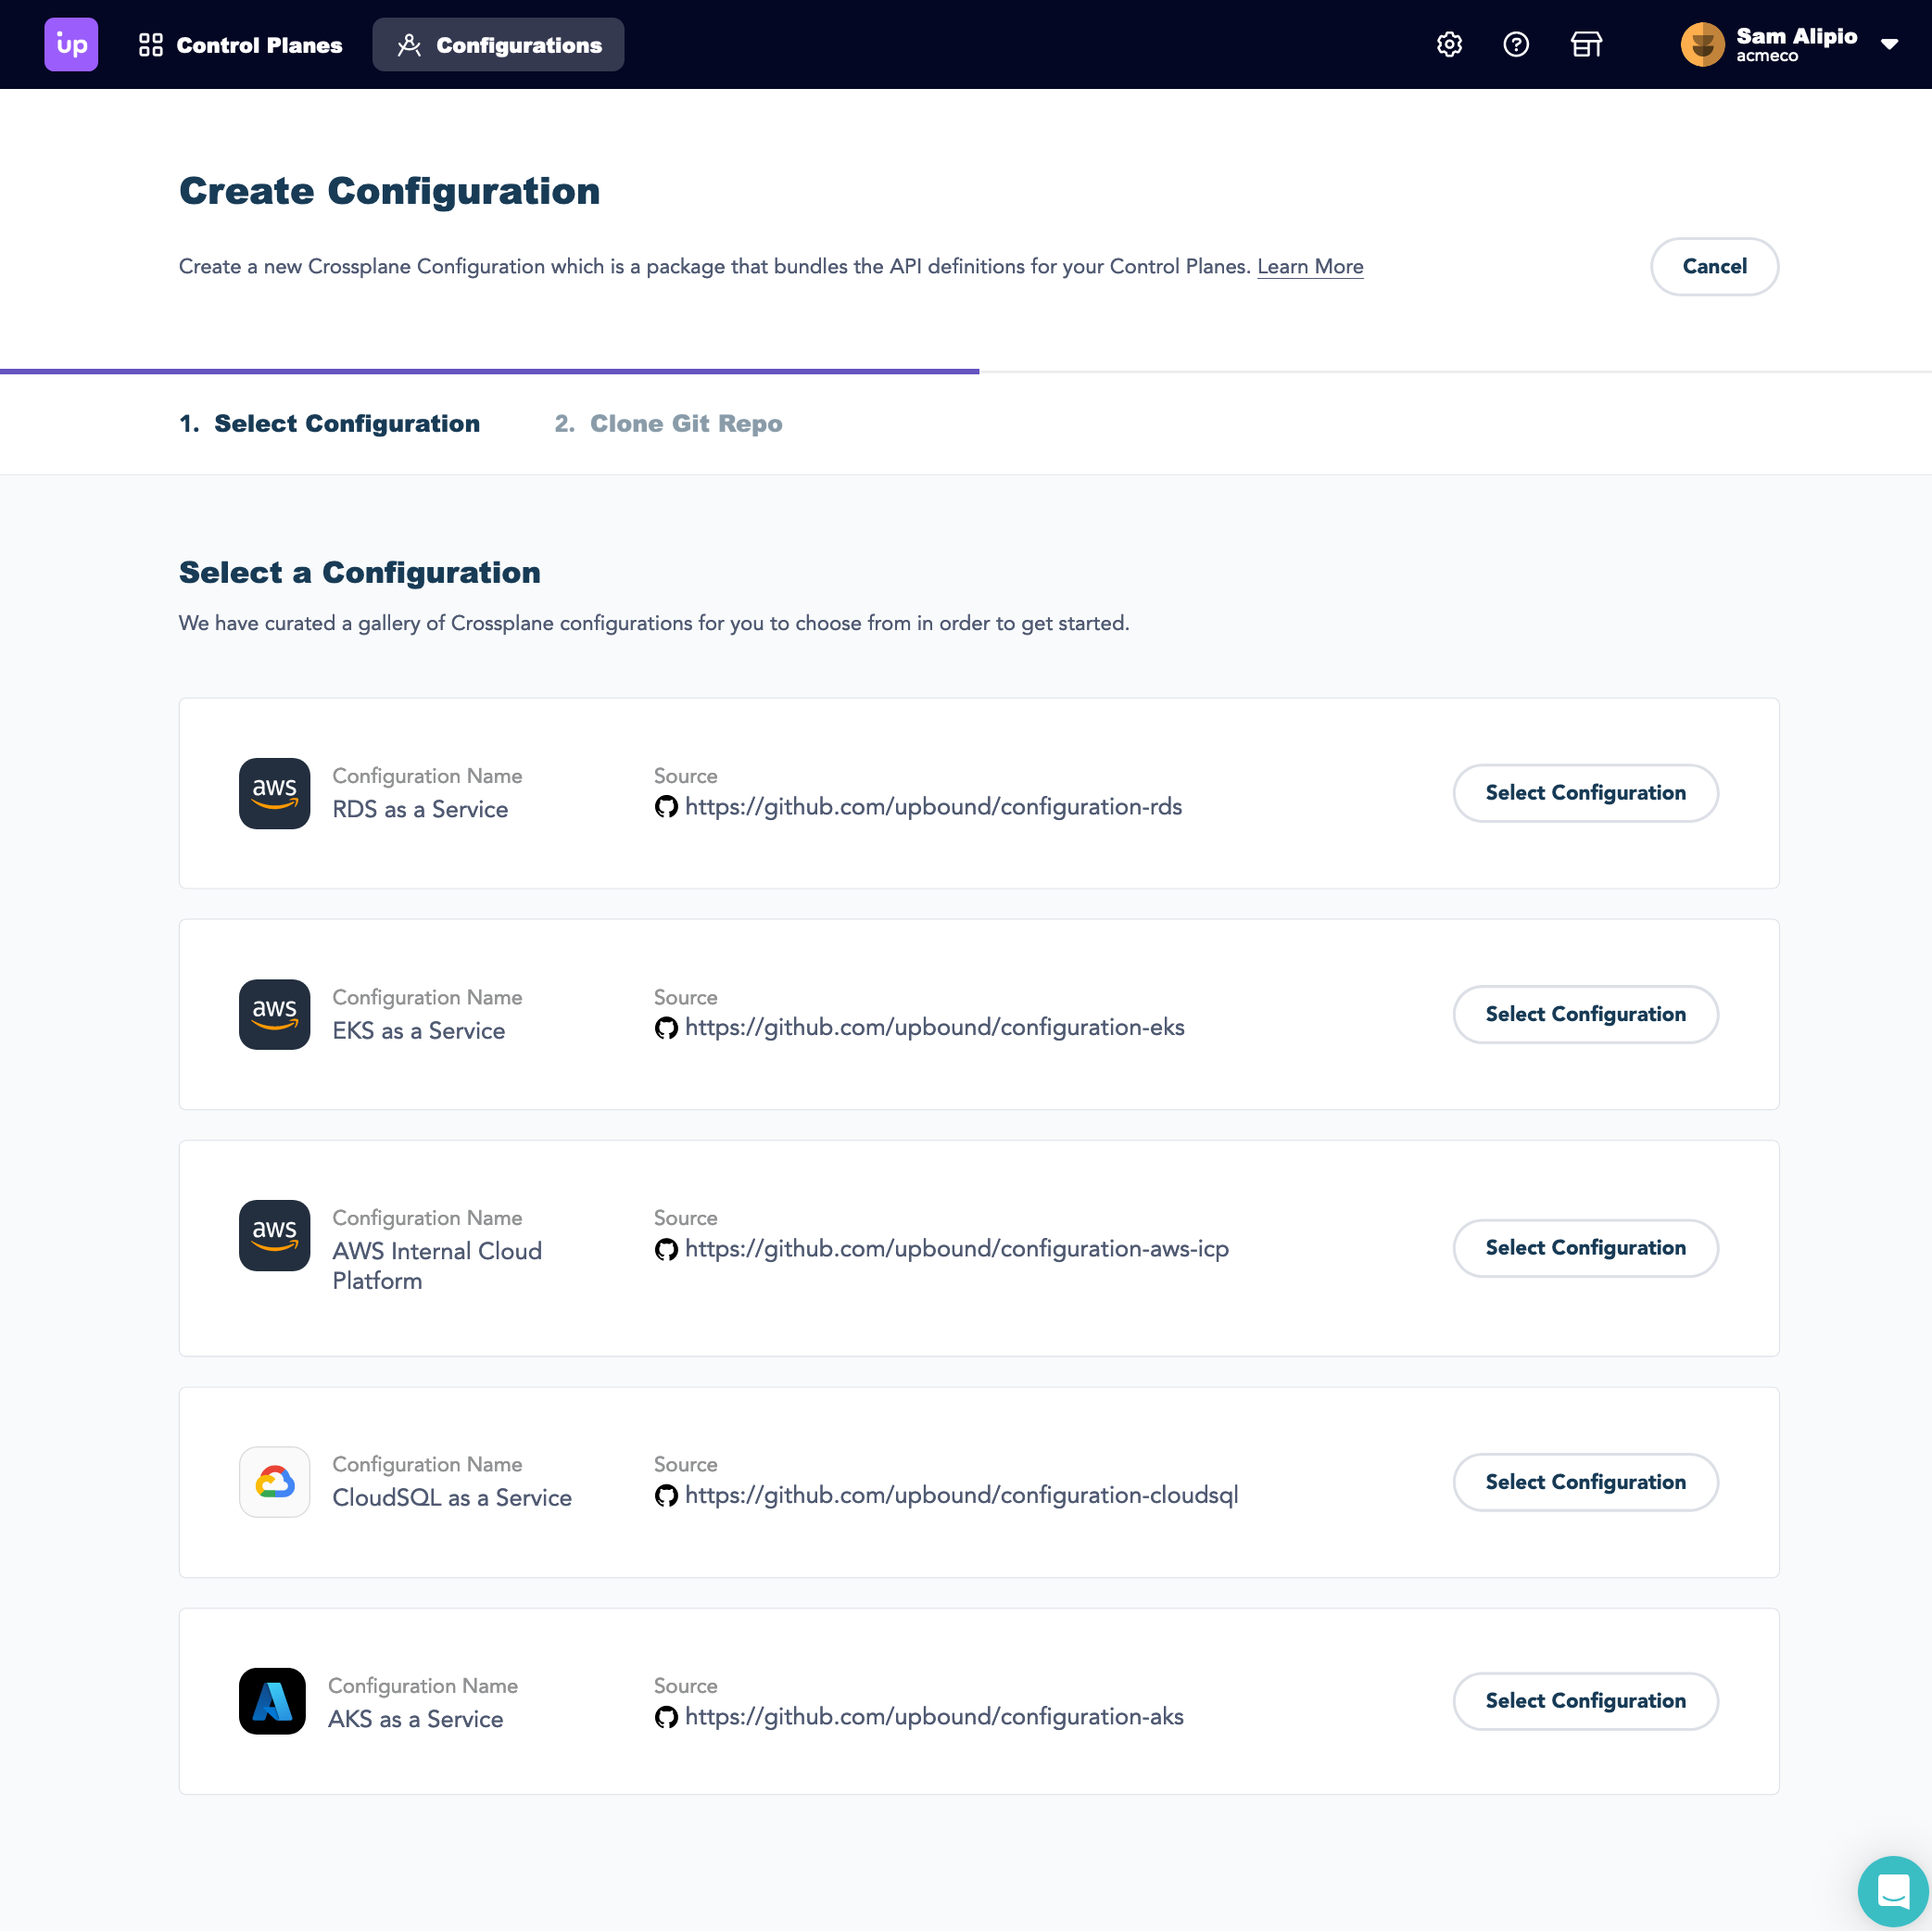 up
Control Planes
Configurations
Sam Alipio
acmeco
Create Configuration
Create a new Crossplane Configuration which is a package that bundles the API definitions for your Control Planes. Learn More
Cancel
1. Select Configuration
2. Clone Git Repo
Select a Configuration
We have curated a gallery of Crossplane configurations for you to choose from in order to get started.
aws
Configuration Name
RDS as a Service
Source
https://github.com/upbound/configuration-rds
Select Configuration
aws
Configuration Name
EKS as a Service
Source
https://github.com/upbound/configuration-eks
Select Configuration
aws
Configuration Name
AWS Internal Cloud
Platform
Source
https://github.com/upbound/configuration-aws-icp
Select Configuration
Configuration Name
CloudSQL as a Service
Source
https://github.com/upbound/configuration-cloudsql
Select Configuration
Configuration Name
AKS as a Service
Source
https://github.com/upbound/configuration-aks
Select Configuration